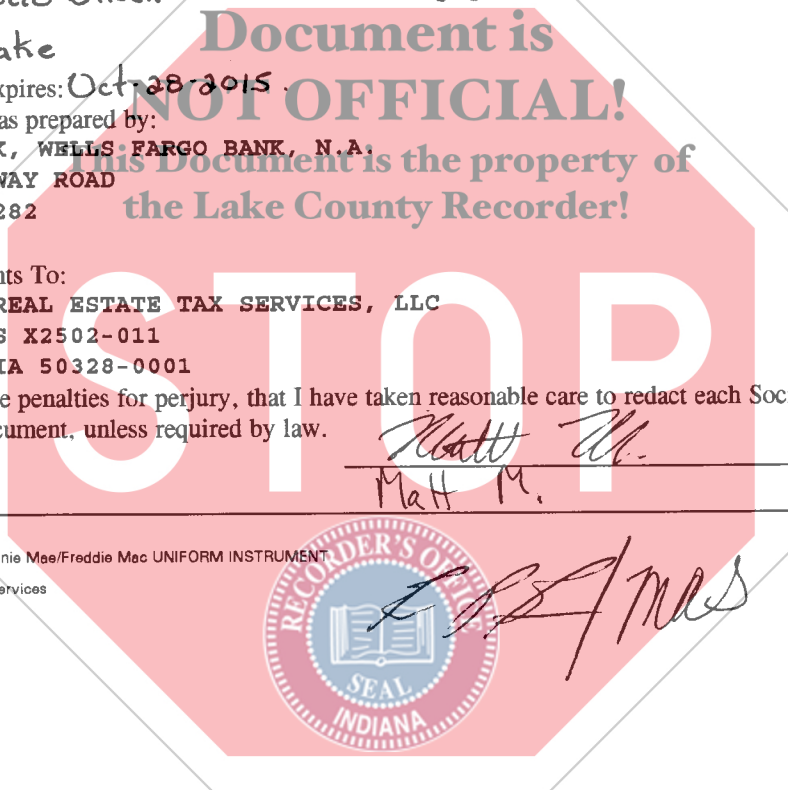 Document is
ake
xpires: Oct-28-2015.
NOT OFFICIAL!
as prepared by:
K, WELLS FARGO BANK, N.A.
This Document is the property of
WAY ROAD
the Lake County Recorder!
282
nts To:
REAL ESTATE TAX SERVICES, LLC
S X2502-011
IA 50328-0001
e penalties for perjury, that I have taken reasonable care to redact each Soci
cument, unless required by law.
Matt M.
Matt M.
STOP
nie Mae/Freddie Mac UNIFORM INSTRUMENT
ervices
RECORDER'S OFFICE
SEAL
INDIANA